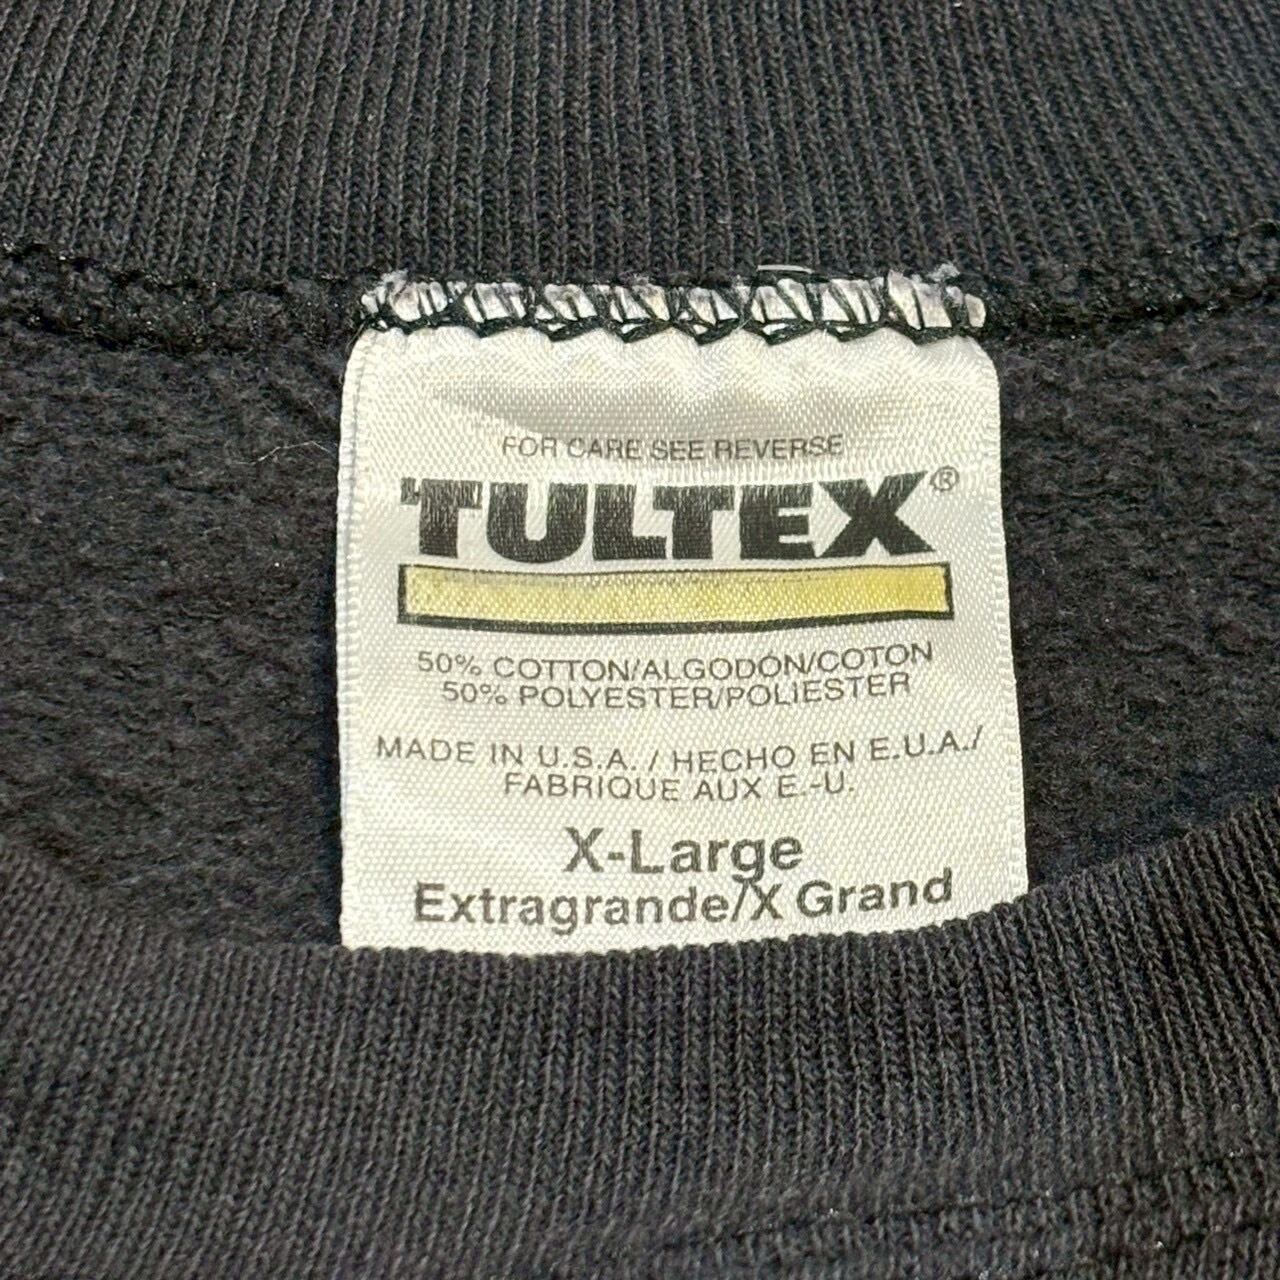 FOR CARE SEE REVERSE
TULTEX®
50% COTTON/ALGODÓN/COTON
50% POLYESTER/POLIESTER
MADE IN U.S.A. / HECHO EN E.U.A./
FABRIQUE AUX E.-U.
X-Large
Extragrande/X Grand